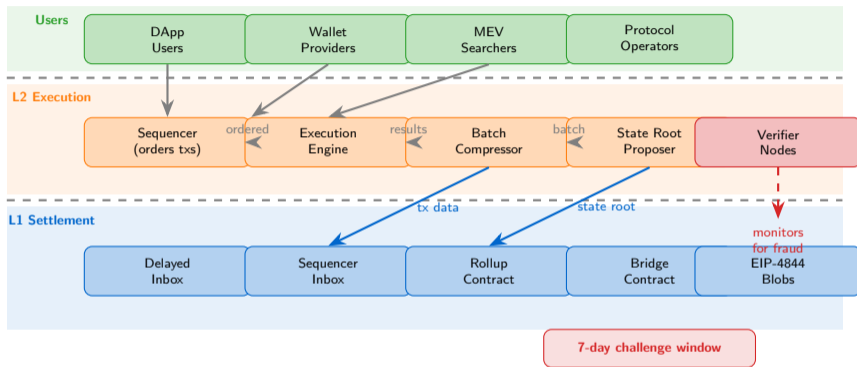 Users
DApp
Users
Wallet
Providers
MEV
Searchers
Protocol
Operators
L2 Execution
Sequencer
(orders txs)
ordered
Execution
Engine
results
Batch
Compressor
batch
State Root
Proposer
Verifier
Nodes
tx data
state root
L1 Settlement
monitors
for fraud
Delayed
Inbox
Sequencer
Inbox
Rollup
Contract
Bridge
Contract
EIP-4844
Blobs
7-day challenge window